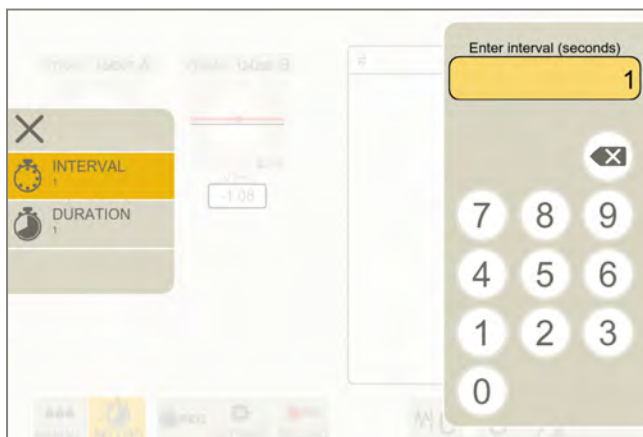 Enter interval (seconds)
1
INTERVAL
1
DURATION
1
-1.08
7 8 9
4 5 6
1 2 3
0